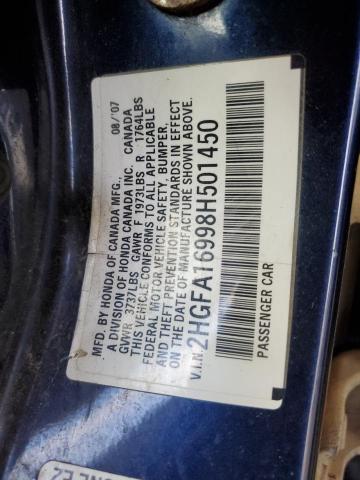 MFD. BY HONDA OF CANADA MFG. 08/'07
A DIVISION OF HONDA CANADA INC. CANADA
GVWR 3737LBS GAWR F 1973LBS R 1764LBS
THIS VEHICLE CONFORMS TO ALL APPLICABLE
FEDERAL MOTOR VEHICLE SAFETY, BUMPER,
AND THEFT PREVENTION STANDARDS IN EFFECT
ON THE DATE OF MANUFACTURE SHOWN ABOVE.
V.I.N. 2HGFA16998H501450
PASSENGER CAR